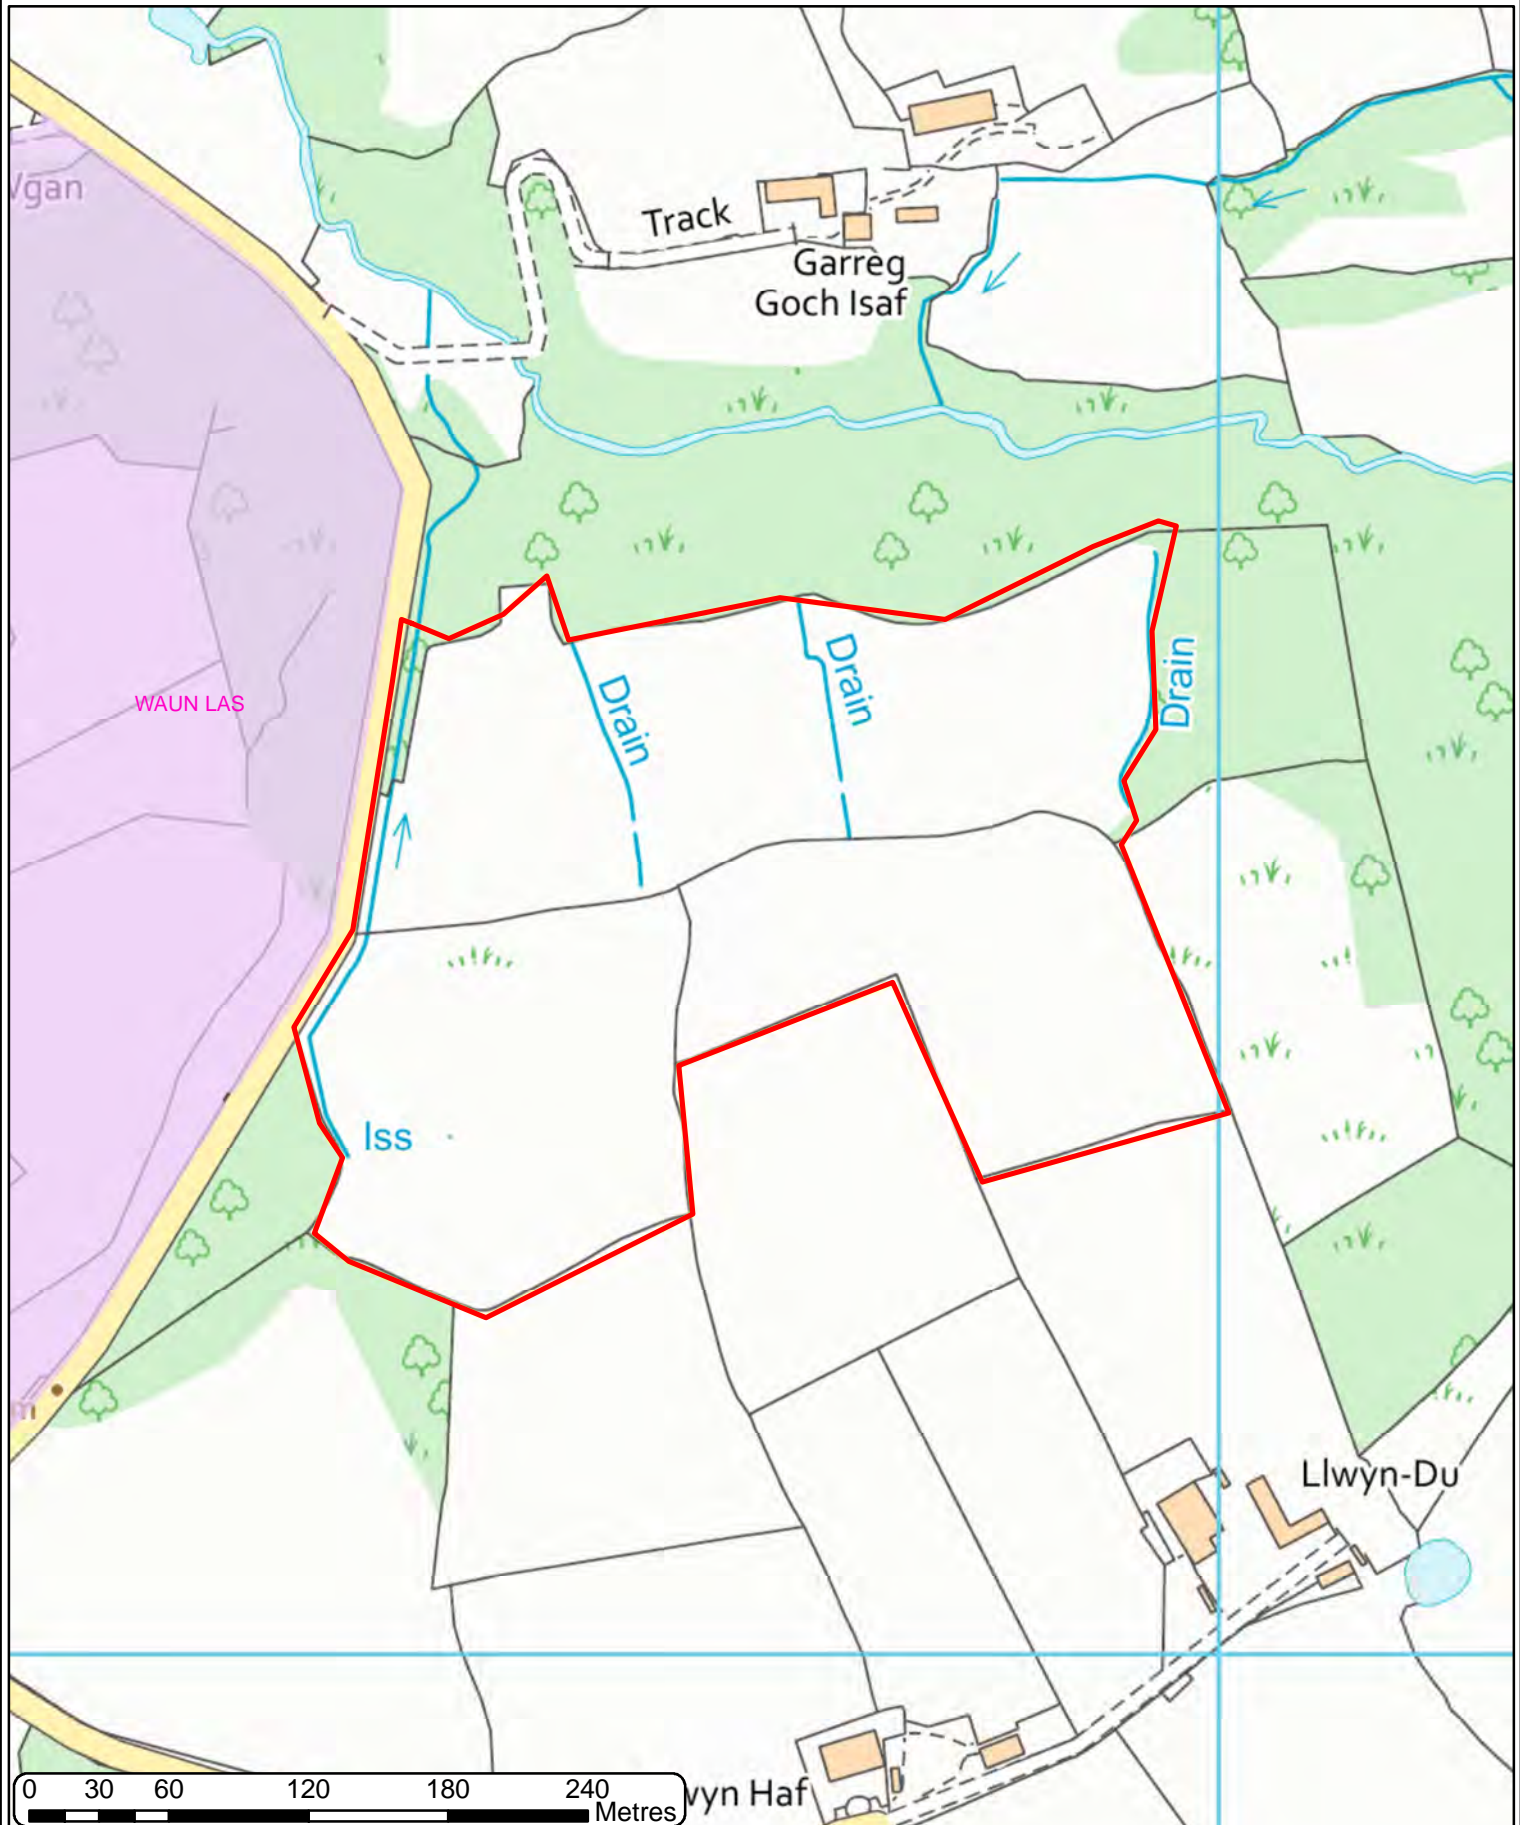 Track
Garreg
Goch Isaf
Drain
Drain
Drain
WAUN LAS
Iss
Llwyn-Du
0 30 60 120 180 240
Metres
wyn Haf